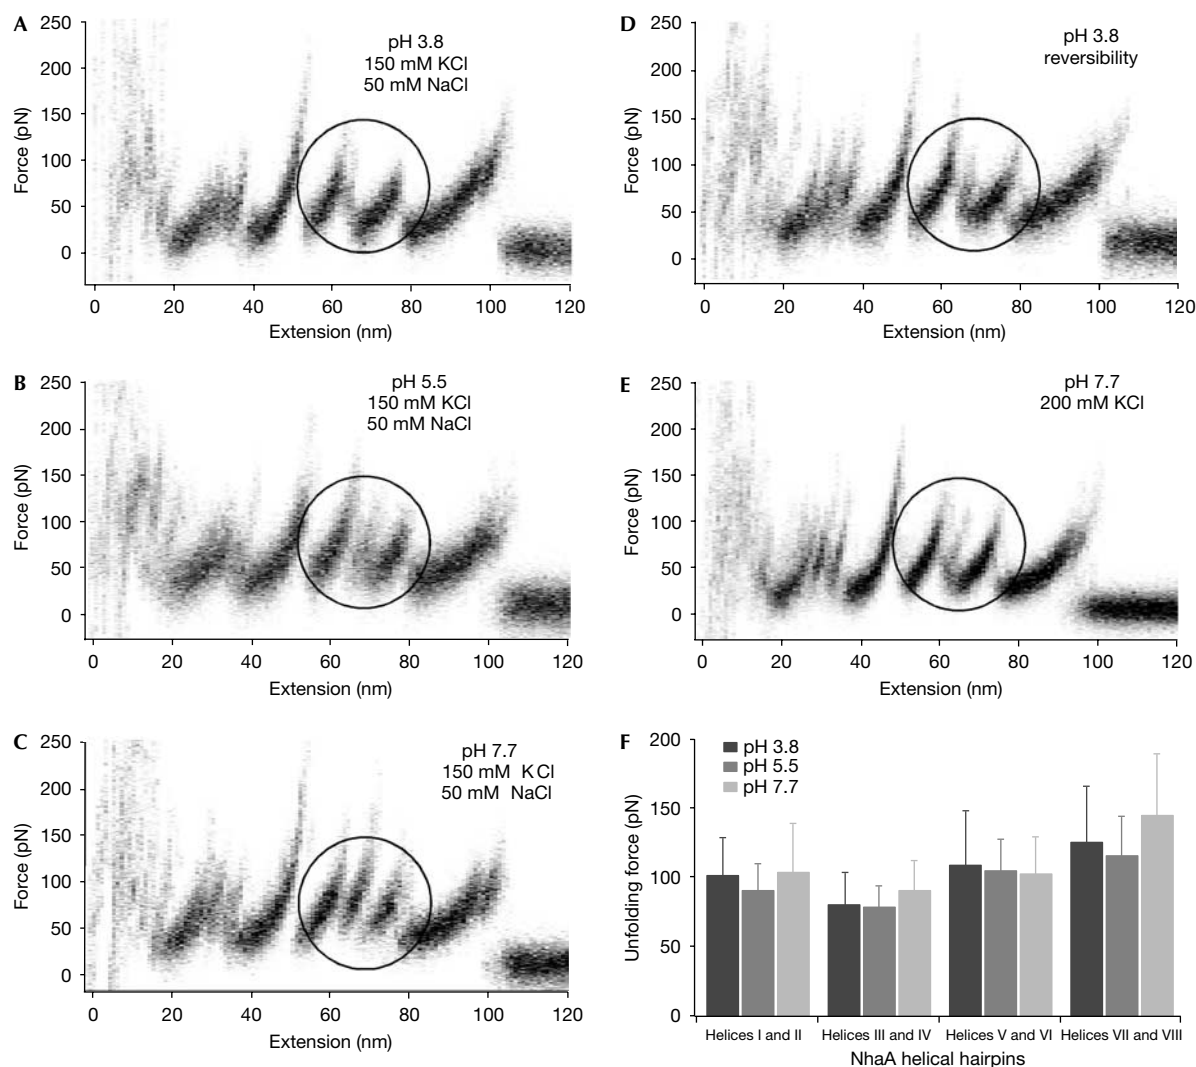 A
pH 3.8
150 mM KCl
50 mM NaCl
250
200
150
100
50
0
Force (pN)
0 20 40 60 80 100 120
Extension (nm)
D
pH 3.8
reversibility
250
200
150
100
50
0
Force (pN)
0 20 40 60 80 100 120
Extension (nm)
B
pH 5.5
150 mM KCl
50 mM NaCl
250
200
150
100
50
0
Force (pN)
0 20 40 60 80 100 120
Extension (nm)
E
pH 7.7
200 mM KCl
250
200
150
100
50
0
Force (pN)
0 20 40 60 80 100 120
Extension (nm)
C
pH 7.7
150 mM KCl
50 mM NaCl
250
200
150
100
50
0
Force (pN)
0 20 40 60 80 100 120
Extension (nm)
F
pH 3.8
pH 5.5
pH 7.7
200
150
100
50
0
Unfolding force (pN)
Helices I and II Helices III and IV Helices V and VI Helices VII and VIII
NhaA helical hairpins